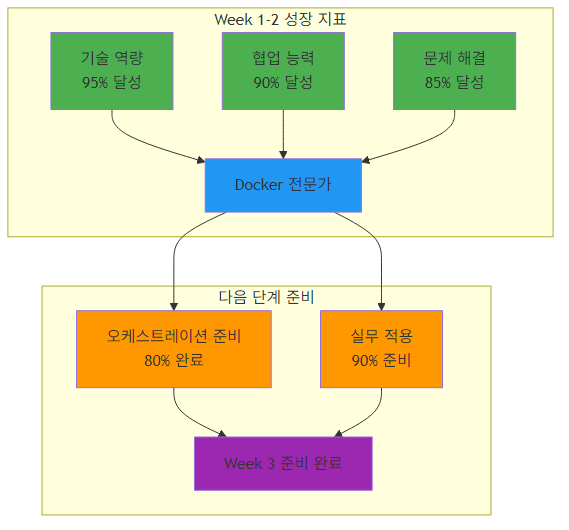 Week 1-2 성장 지표
기술 역량
95% 달성
협업 능력
90% 달성
문제 해결
85% 달성
Docker 전문가
다음 단계 준비
오케스트레이션 준비
80% 완료
실무 적용
90% 준비
Week 3 준비 완료